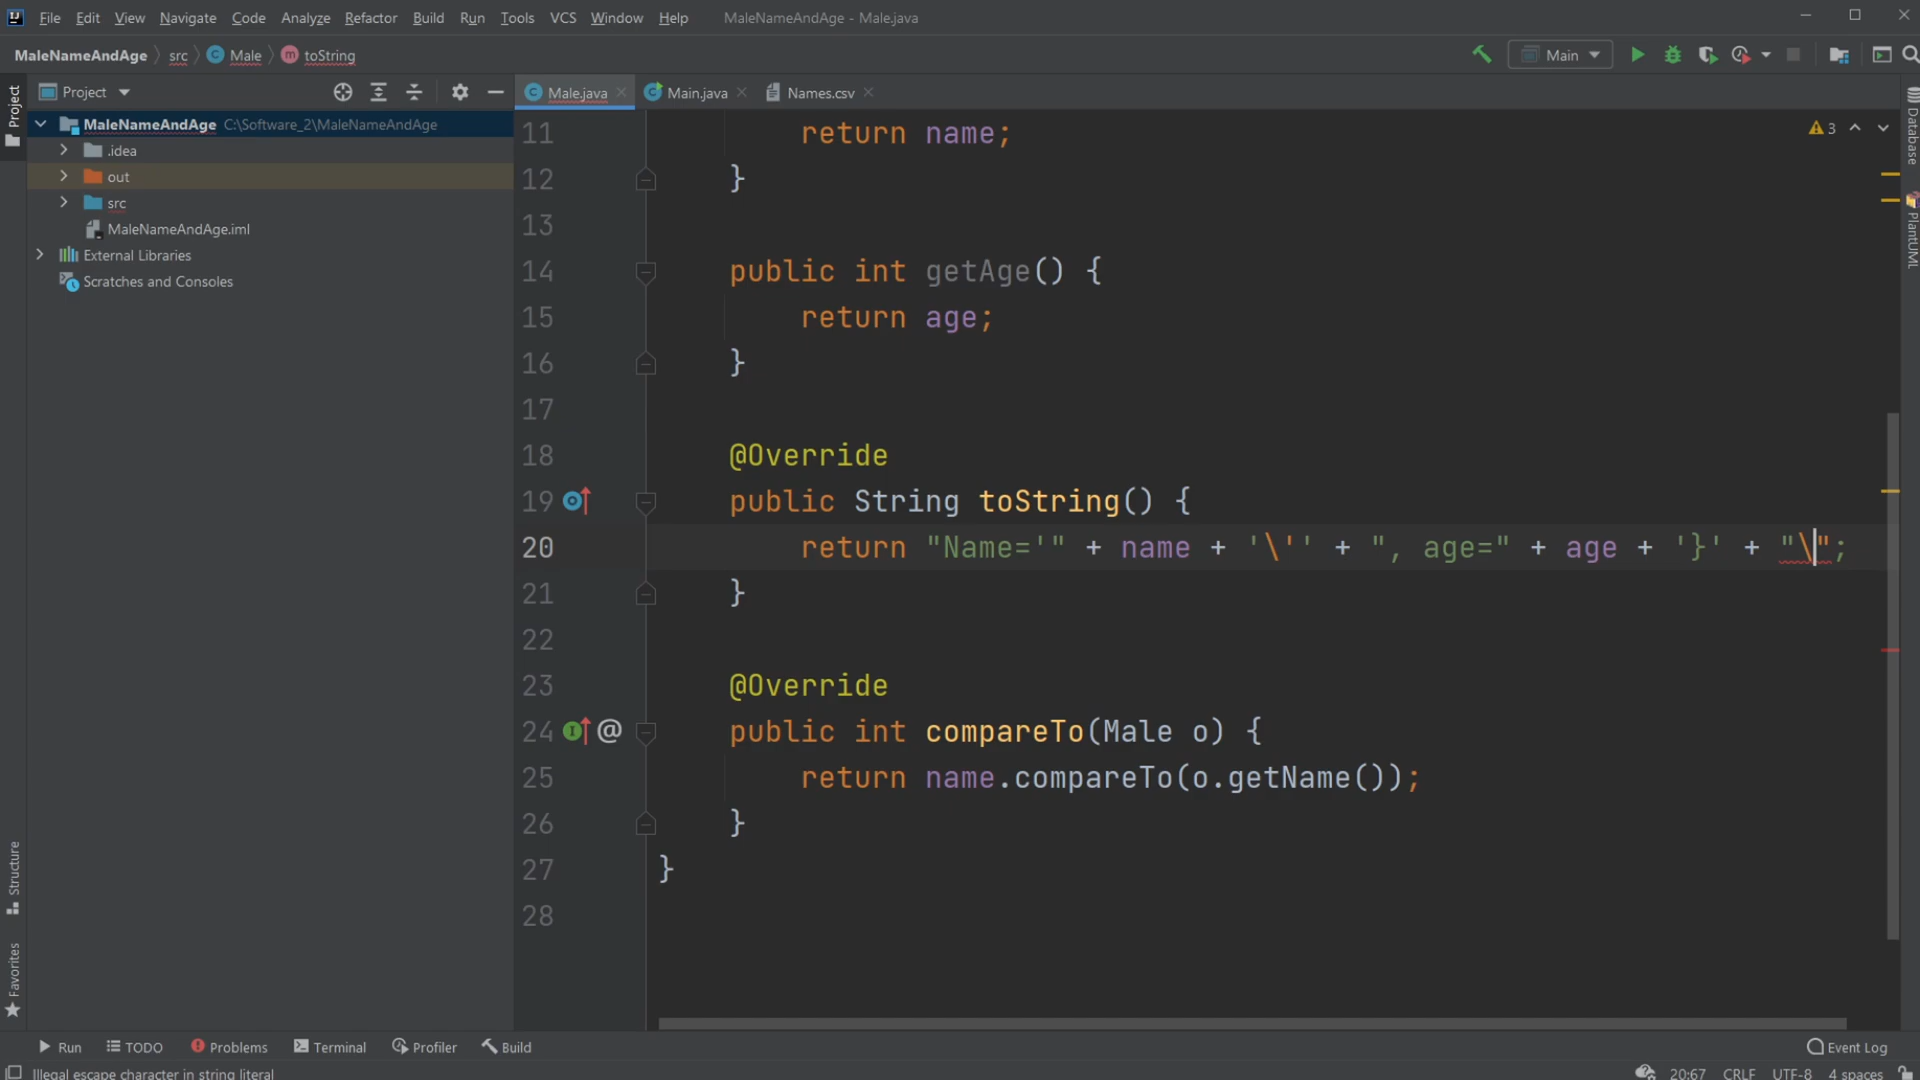 File Edit View Navigate Code Analyze Refactor Build Run Tools VCS Window Help MaleNameAndAge - Male.java
MaleNameAndAge src Male toString Main
Project Male.java Main.java Names.csv
MaleNameAndAge C:\Software_2\MaleNameAndAge
.idea
out
src
MaleNameAndAge.iml
External Libraries
Scratches and Consoles
Project
Structure
Favorites
11 return name;
12 }
13
14 public int getAge() {
15 return age;
16 }
17
18 @Override
19 public String toString() {
20 return "Name='" + name + '\'' + ", age=" + age + '}' + "\";
21 }
22
23 @Override
24 @ public int compareTo(Male o) {
25 return name.compareTo(o.getName());
26 }
27 }
28
3
Database
PlantUML
Run TODO Problems Terminal Profiler Build Event Log
Illegal escape character in string literal 20:67 CRLF UTF-8 4 spaces